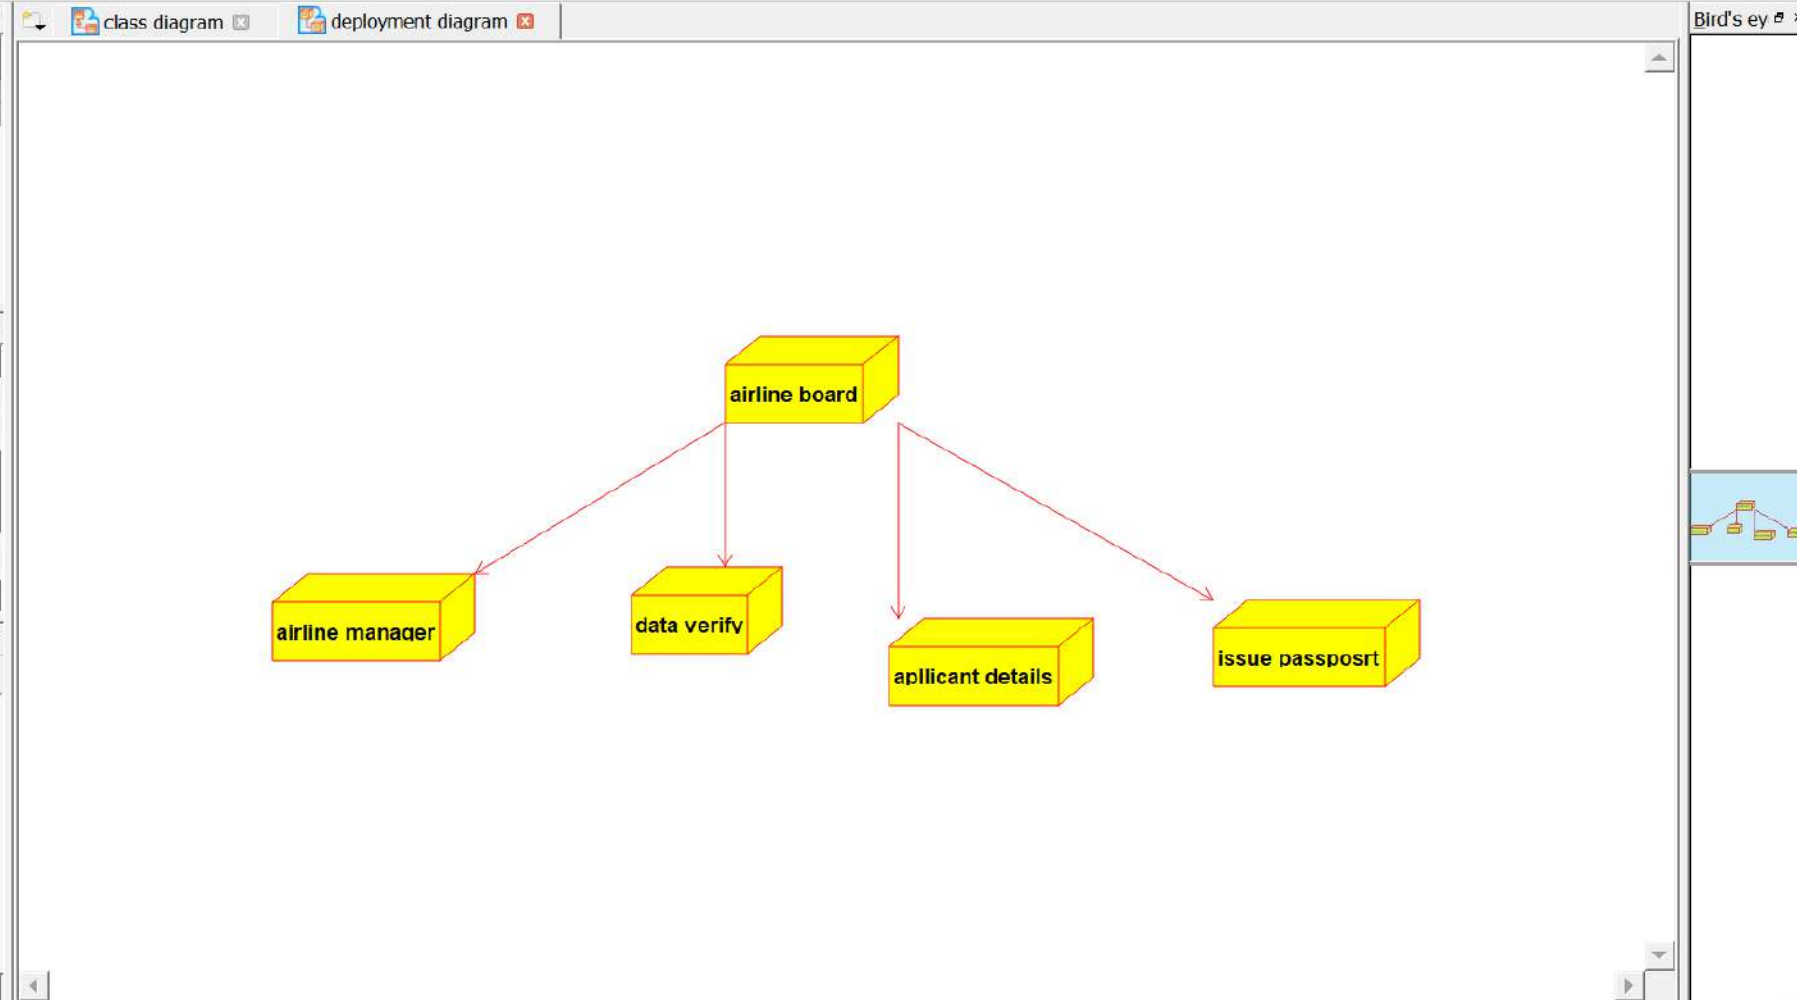 class diagram
deployment diagram
Bird's ey
airline board
airline manager
data verify
apllicant details
issue passposrt